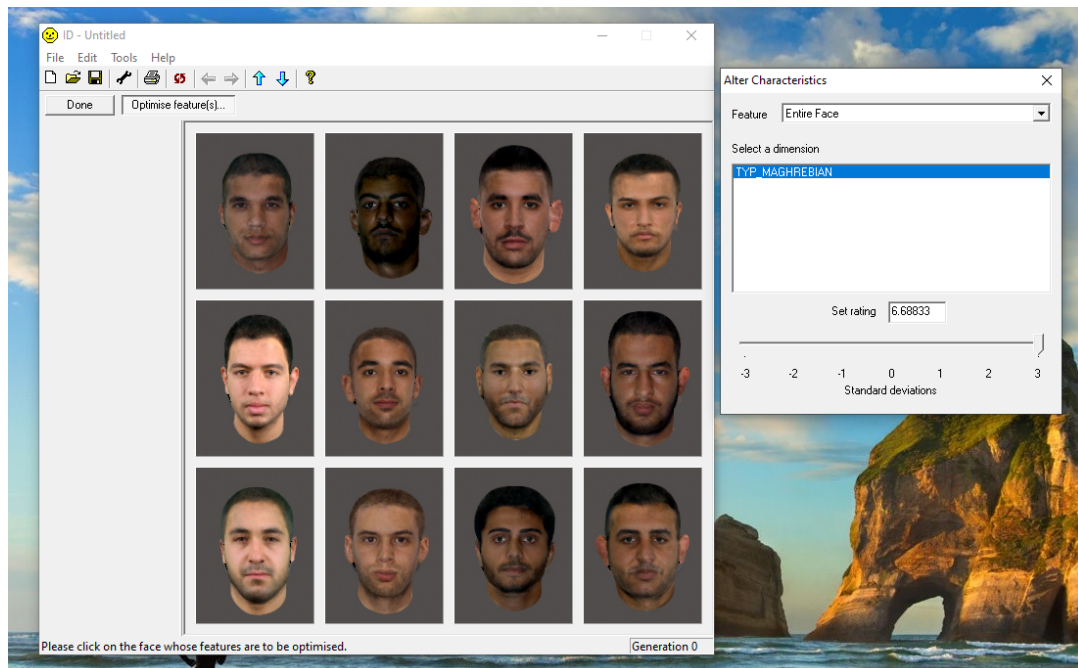 ID - Untitled
File Edit Tools Help
Done Optimise feature(s)...
Please click on the face whose features are to be optimised.
Generation 0
Alter Characteristics
Feature Entire Face
Select a dimension
TYP_MAGHREBIAN
Set rating 6.68833
-3 -2 -1 0 1 2 3
Standard deviations